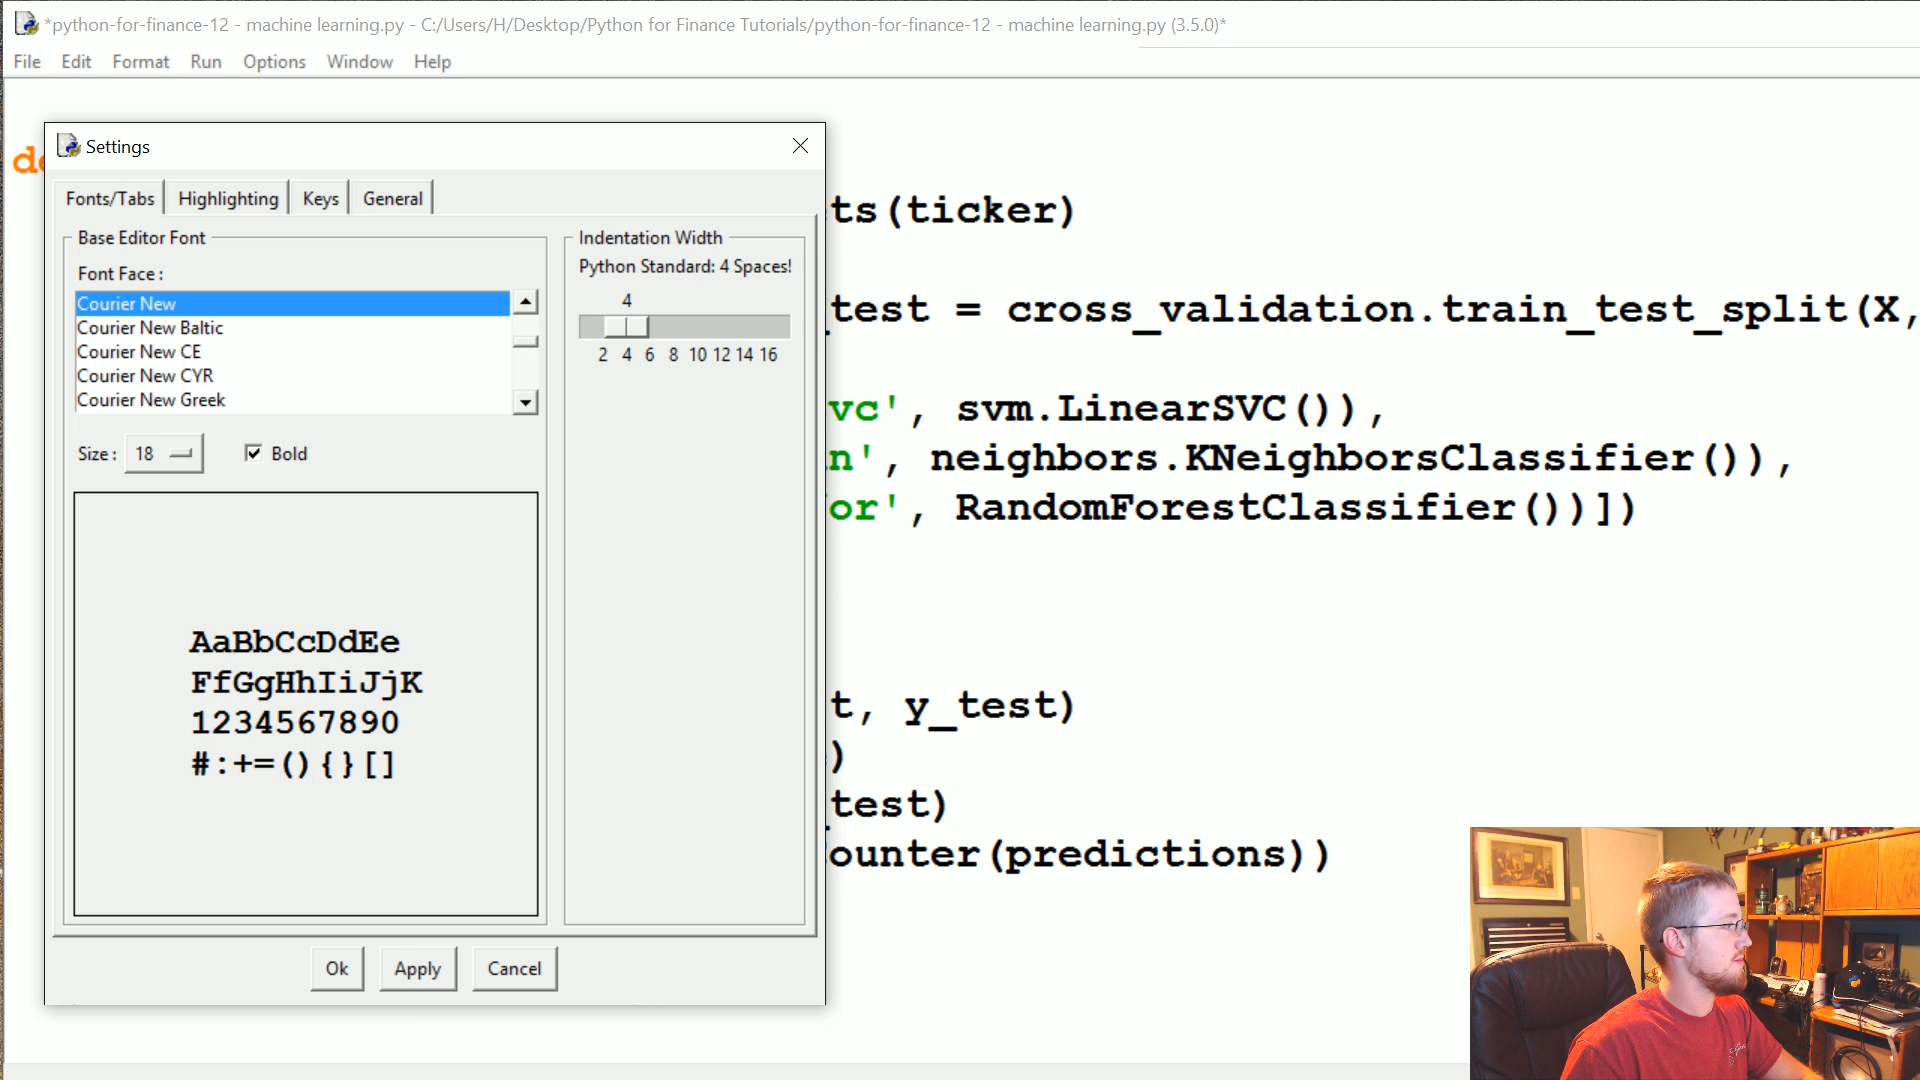 *python-for-finance-12 - machine learning.py - C:/Users/H/Desktop/Python for Finance Tutorials/python-for-finance-12 - machine learning.py (3.5.0)*
File Edit Format Run Options Window Help
de
Settings
Fonts/Tabs Highlighting Keys General
Base Editor Font
Font Face :
Courier New
Courier New Baltic
Courier New CE
Courier New CYR
Courier New Greek
Size : 18 Bold
AaBbCcDdEe
FfGgHhIiJjK
1234567890
#:+=(){}[]
Indentation Width
Python Standard: 4 Spaces!
4
2 4 6 8 10 12 14 16
Ok Apply Cancel
ts(ticker)
_test = cross_validation.train_test_split(X,
vc', svm.LinearSVC()),
n', neighbors.KNeighborsClassifier()),
or', RandomForestClassifier())])
t, y_test)
)
test)
ounter(predictions))